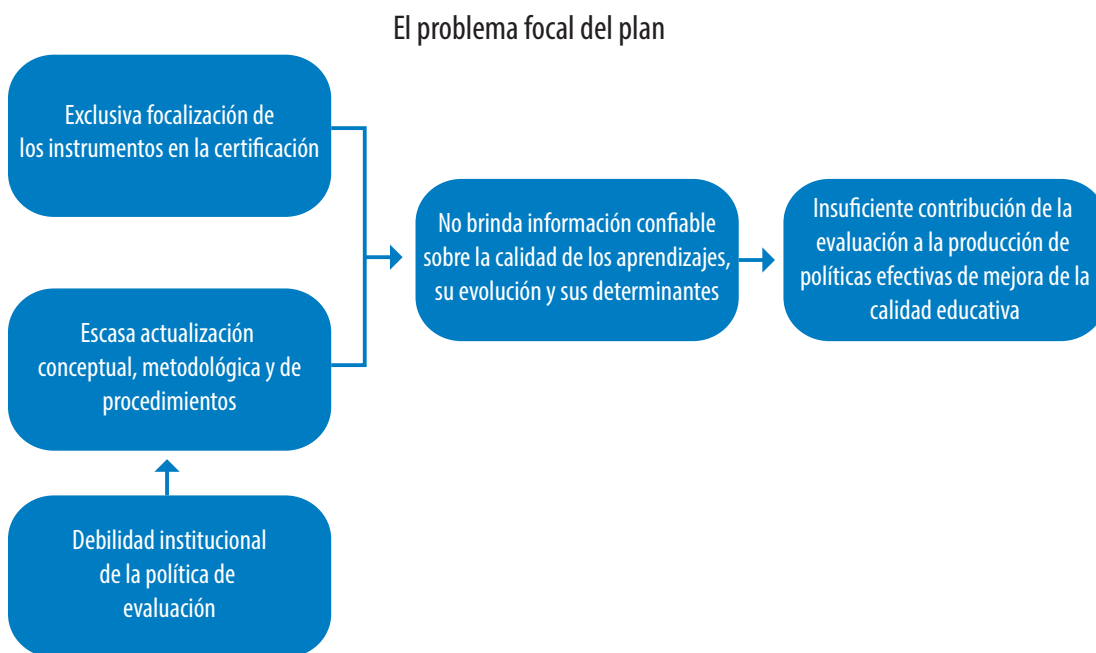 El problema focal del plan
Exclusiva focalización de
los instrumentos en la certificación
Escasa actualización
conceptual, metodológica y de
procedimientos
Debilidad institucional
de la política de
evaluación
No brinda información confiable
sobre la calidad de los aprendizajes,
su evolución y sus determinantes
Insuficiente contribución de la
evaluación a la producción de
políticas efectivas de mejora de la
calidad educativa